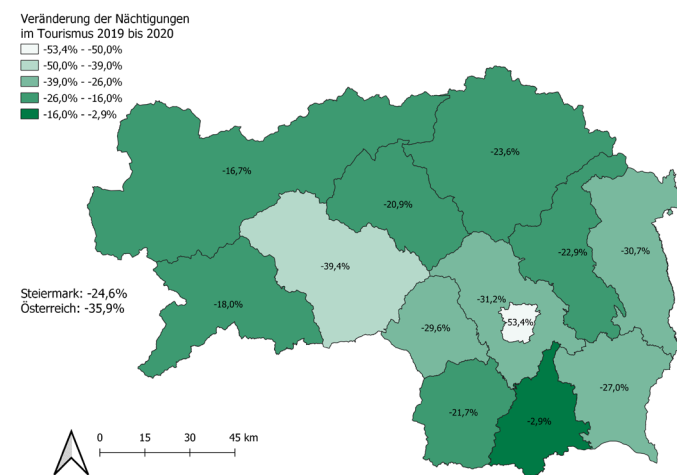 Veränderung der Nächtigungen
im Tourismus 2019 bis 2020
-53,4% - -50,0%
-50,0% - -39,0%
-39,0% - -26,0%
-26,0% - -16,0%
-16,0% - -2,9%
-23,6%
-16,7%
-20,9%
-22,9%
-30,7%
-39,4%
Steiermark: -24,6%
Österreich: -35,9%
-18,0%
-31,2%
-53,4%
-29,6%
-27,0%
-21,7%
-2,9%
0 15 30 45 km